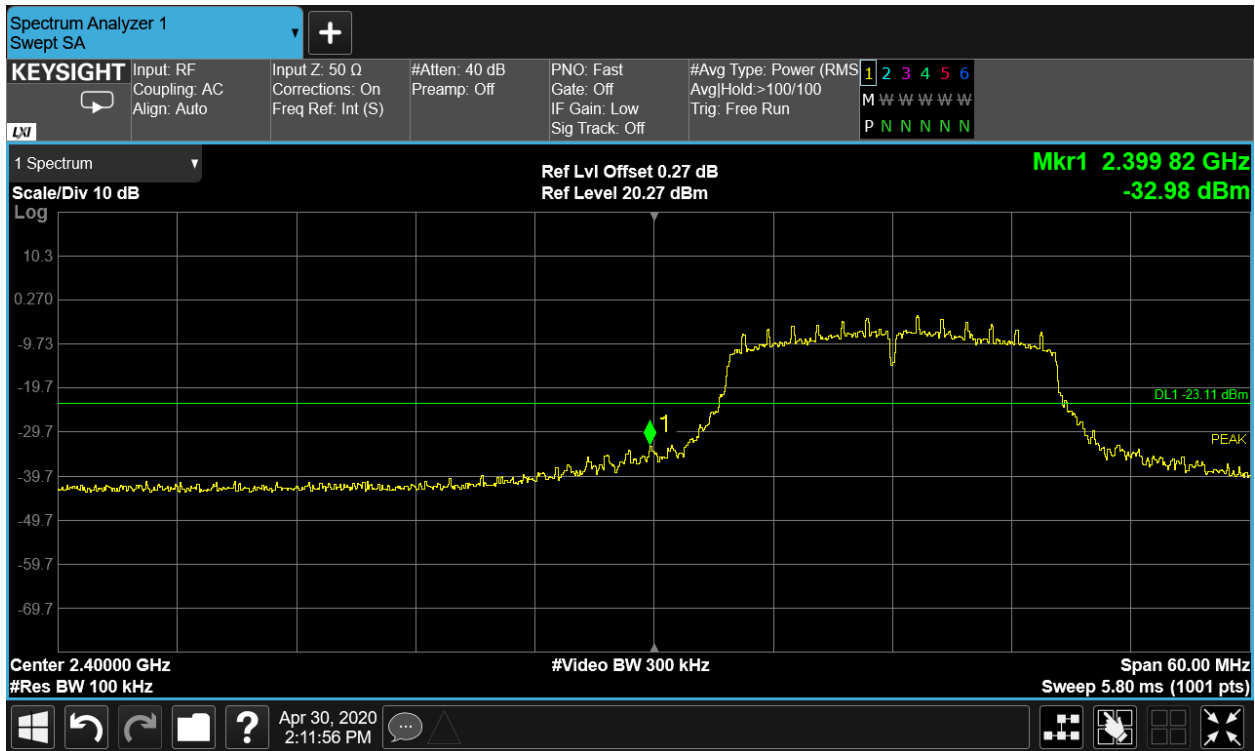 Spectrum Analyzer 1
Swept SA
KEYSIGHT
LXI
Input: RF
Coupling: AC
Align: Auto
Input Z: 50 Ω
Corrections: On
Freq Ref: Int (S)
#Atten: 40 dB
Preamp: Off
PNO: Fast
Gate: Off
IF Gain: Low
Sig Track: Off
#Avg Type: Power (RMS
Avg|Hold:>100/100
Trig: Free Run
1 2 3 4 5 6
M W W W W W
P N N N N N
1 Spectrum
Scale/Div 10 dB
Log
Ref Lvl Offset 0.27 dB
Ref Level 20.27 dBm
Mkr1 2.399 82 GHz
-32.98 dBm
10.3
0.270
-9.73
-19.7
DL1 -23.11 dBm
1
-29.7
PEAK
-39.7
-49.7
-59.7
-69.7
Center 2.40000 GHz
#Video BW 300 kHz
Span 60.00 MHz
#Res BW 100 kHz
Sweep 5.80 ms (1001 pts)
?
Apr 30, 2020
2:11:56 PM